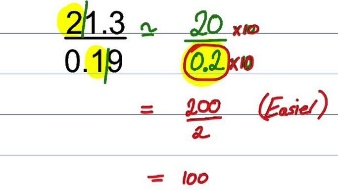 21.3 / 0.19 ≃ 20 ×10 / 0.2 ×10
= 200 / 2 (Easier)
= 100